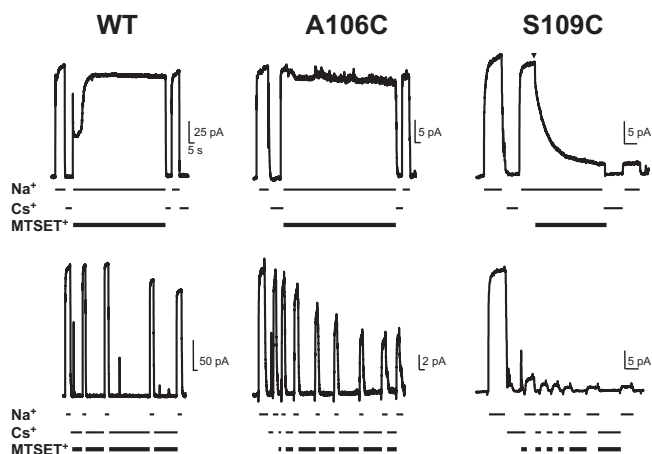 WT A106C S109C
25 pA 5 pA 5 pA
5 s
Na⁺
Cs⁺
MTSET⁺
50 pA 2 pA 5 pA
Na⁺
Cs⁺
MTSET⁺